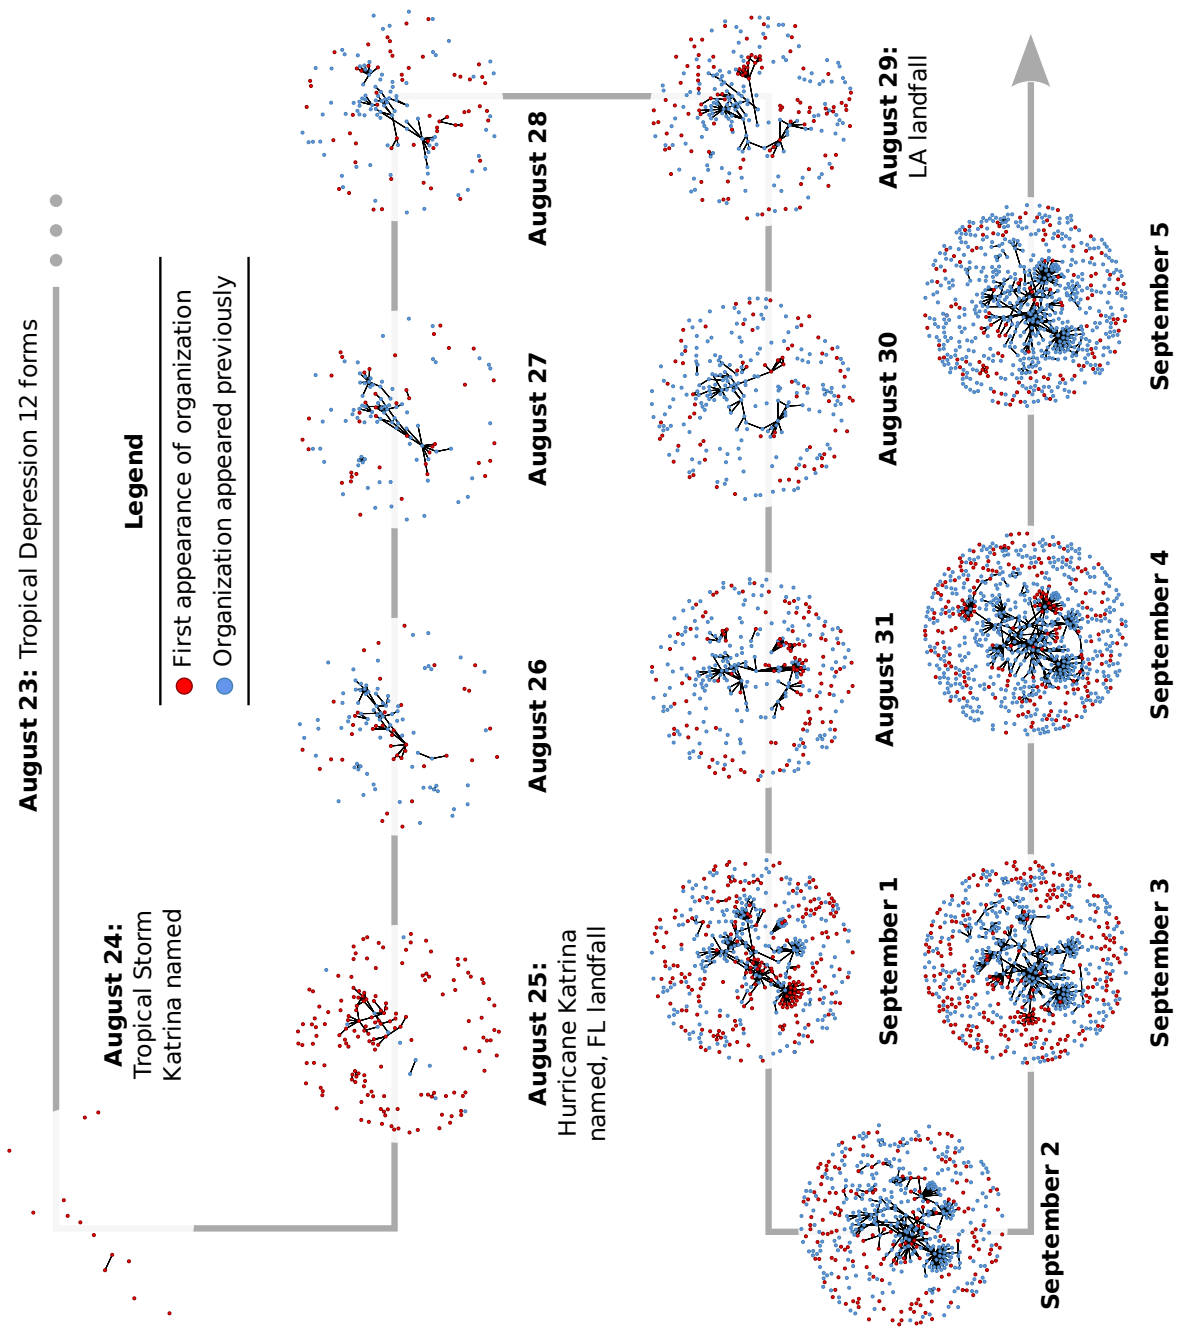 August 23: Tropical Depression 12 forms
August 24:
Tropical Storm
Katrina named
Legend
First appearance of organization
Organization appeared previously
August 25:
Hurricane Katrina
named, FL landfall
August 26
August 27
August 28
August 29:
LA landfall
August 30
August 31
September 1
September 2
September 3
September 4
September 5